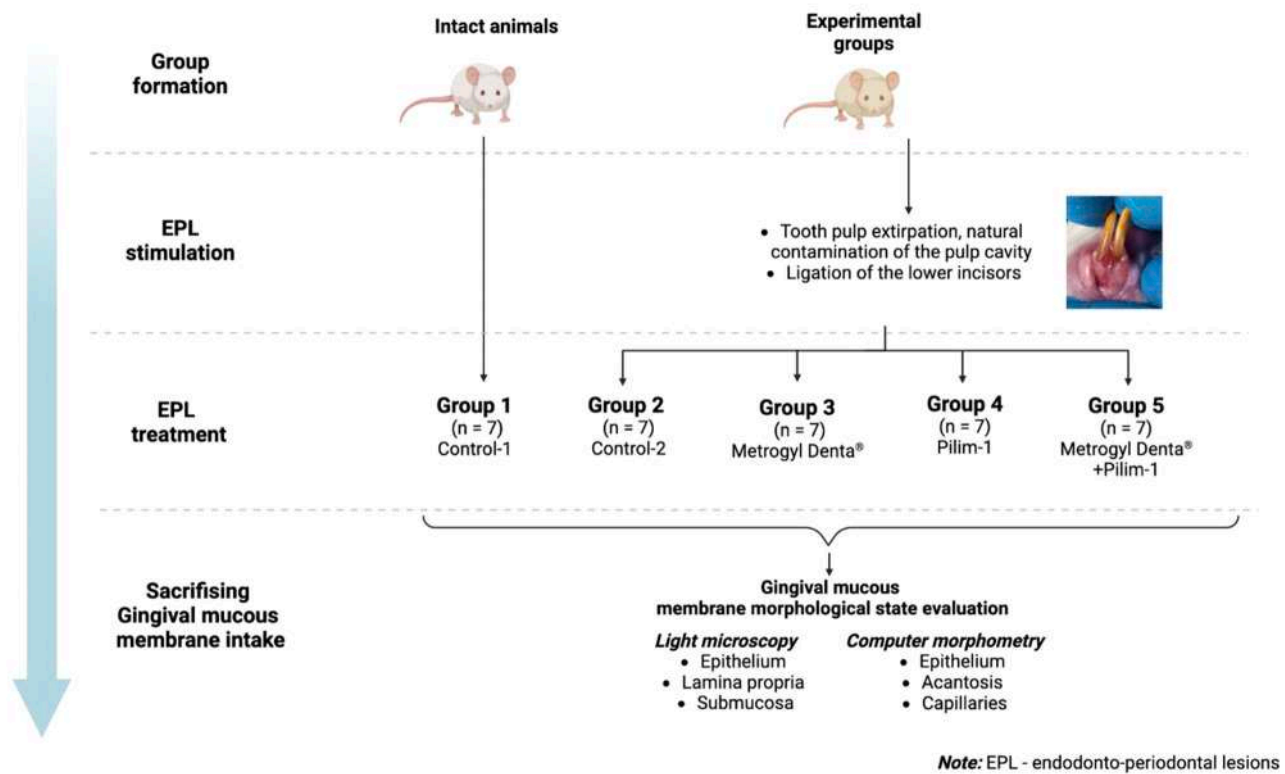 Group
formation
Intact animals
Experimental
groups
EPL
stimulation
• Tooth pulp extirpation, natural
contamination of the pulp cavity
• Ligation of the lower incisors
EPL
treatment
Group 1
(n = 7)
Control-1
Group 2
(n = 7)
Control-2
Group 3
(n = 7)
Metrogyl Denta®
Group 4
(n = 7)
Pilim-1
Group 5
(n = 7)
Metrogyl Denta®
+Pilim-1
Sacrifising
Gingival mucous
membrane intake
Gingival mucous
membrane morphological state evaluation
Light microscopy
• Epithelium
• Lamina propria
• Submucosa
Computer morphometry
• Epithelium
• Acantosis
• Capillaries
Note: EPL - endodonto-periodontal lesions